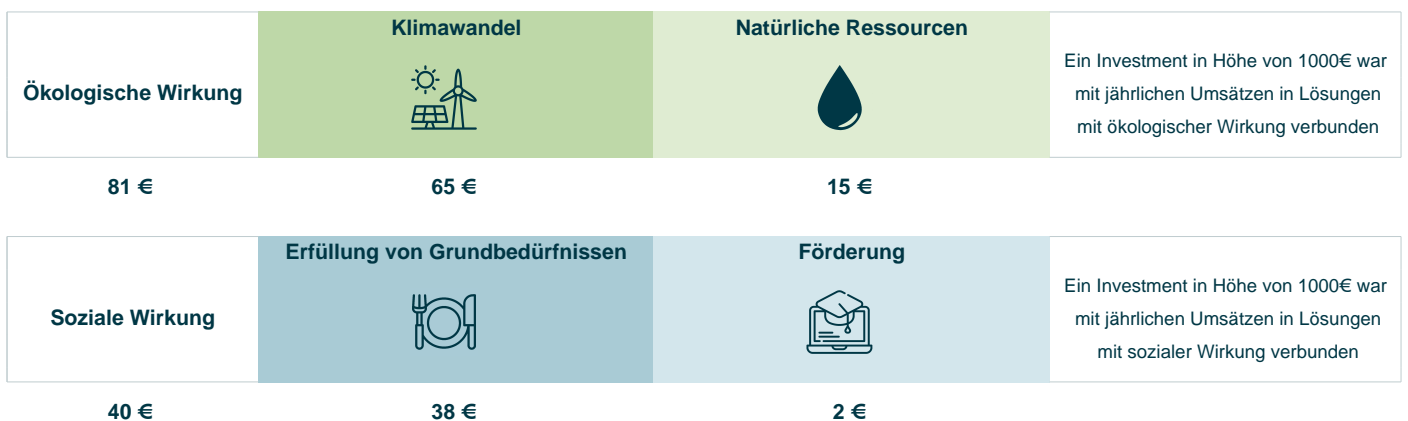 Klimawandel
Natürliche Ressourcen
Ökologische Wirkung
Ein Investment in Höhe von 1000€ war
mit jährlichen Umsätzen in Lösungen
mit ökologischer Wirkung verbunden
81 €
65 €
15 €
Erfüllung von Grundbedürfnissen
Förderung
Soziale Wirkung
Ein Investment in Höhe von 1000€ war
mit jährlichen Umsätzen in Lösungen
mit sozialer Wirkung verbunden
40 €
38 €
2 €